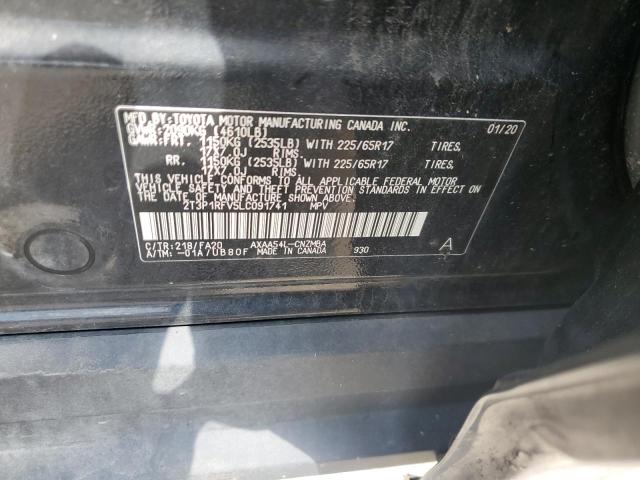 MFD.BY:TOYOTA MOTOR MANUFACTURING CANADA INC. 01/20
GVWR:2090KG (4610LB)
GAWR:FRT. 1150KG (2535LB) WITH 225/65R17 TIRES,
17X7.0J RIMS
RR. 1150KG (2535LB) WITH 225/65R17 TIRES,
17X7.0J RIMS
THIS VEHICLE CONFORMS TO ALL APPLICABLE FEDERAL MOTOR
VEHICLE SAFETY AND THEFT PREVENTION STANDARDS IN EFFECT ON
THE DATE OF MANUFACTURE SHOWN ABOVE.
2T3P1RFV5LC091741 MPV
C/TR:218/FA20 AXAA54L-CNZMBA 930 A
A/TM:-01A/UB80F MADE IN CANADA